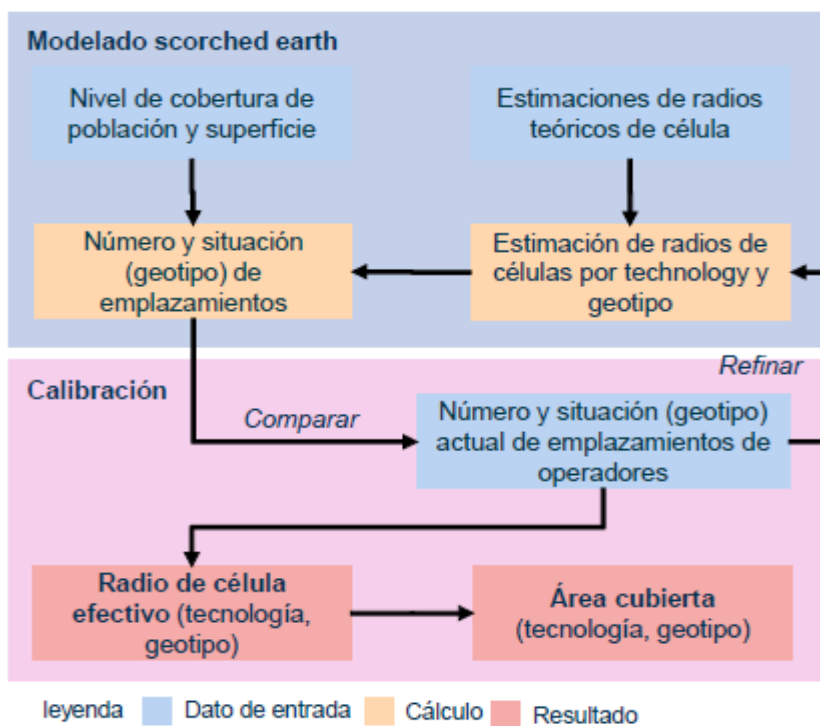 Modelado scorched earth
Nivel de cobertura de
población y superficie
Estimaciones de radios
teóricos de célula
Número y situación
(geotipo) de
emplazamientos
Estimación de radios de
células por technology y
geotipo
Refinar
Calibración
Comparar
Número y situación (geotipo)
actual de emplazamientos de
operadores
Radio de célula
efectivo (tecnología,
geotipo)
Área cubierta
(tecnología, geotipo)
leyenda Dato de entrada Cálculo Resultado